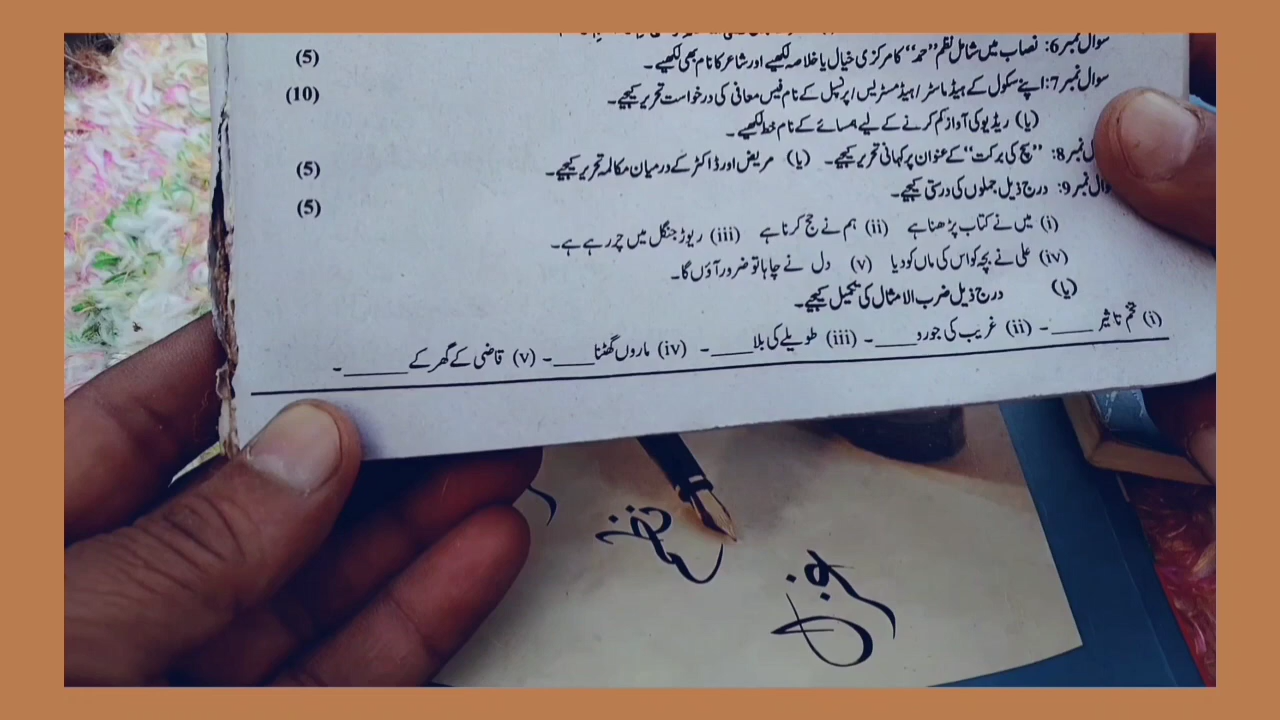 سوال نمبر6: نصاب میں شامل نظم ”حمد“ کا مرکزی خیال یا خلاصہ لکھیے اور شاعر کا نام بھی لکھیے۔ (5)
سوال نمبر7: اپنے سکول کے ہیڈ ماسٹر / ہیڈ مسٹریس / پرنسپل کے نام فیس معافی کی درخواست تحریر کیجیے۔ (10)
(یا) ریڈیو کی آواز کم کرنے کے لیے ہمسائے کے نام خط لکھیے۔
ال نمبر8: ”سچ کی برکت“ کے عنوان پر کہانی تحریر کیجیے۔ (یا) مریض اور ڈاکٹر کے درمیان مکالمہ تحریر کیجیے۔ (5)
وال نمبر9: درج ذیل جملوں کی درستی کیجیے۔ (5)
(i) میں نے کتاب پڑھنا ہے (ii) ہم نے حج کرنا ہے (iii) ریوڑ جنگل میں چر رہے ہے۔
(iv) علی نے بچہ کو اس کی ماں کو دیا (v) دل نے چاہا تو ضرور آؤں گا۔
(یا) درج ذیل ضرب الامثال کی تکمیل کیجیے۔
(i) تخم تاثیر ____۔ (ii) غریب کی جورو ____۔ (iii) طویلے کی بلا ____۔ (iv) ماروں گھٹنا ____۔ (v) قاضی کے گھر کے ______۔
نظم
غزل